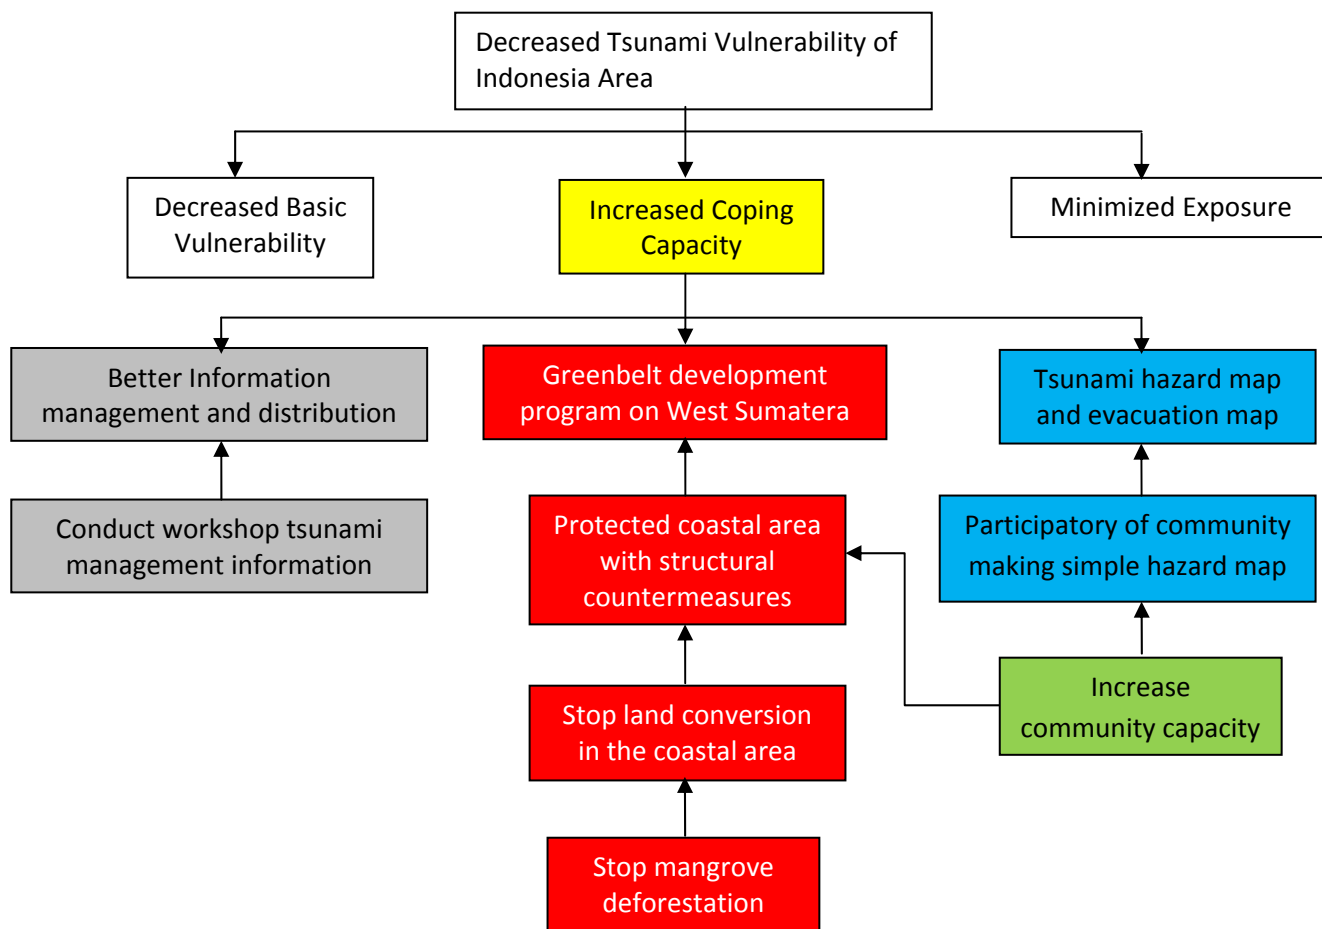 Decreased Tsunami Vulnerability of
Indonesia Area
Decreased Basic
Vulnerability
Increased Coping
Capacity
Minimized Exposure
Better Information
management and distribution
Greenbelt development
program on West Sumatera
Tsunami hazard map
and evacuation map
Conduct workshop tsunami
management information
Protected coastal area
with structural
countermeasures
Participatory of community
making simple hazard map
Stop land conversion
in the coastal area
Increase
community capacity
Stop mangrove
deforestation